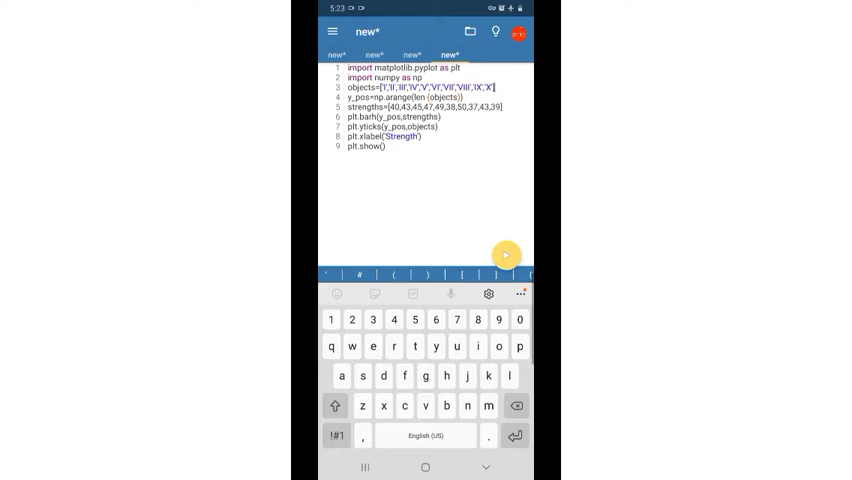 5:23
new*
new* new* new* new*
1 import matplotlib.pyplot as plt
2 import numpy as np
3 objects=['I','II','III','IV','V','VI','VII','VIII','IX','X']
4 y_pos=np.arange(len (objects))
5 strengths=[40,43,45,47,49,38,50,37,43,39]
6 plt.barh(y_pos,strengths)
7 plt.yticks(y_pos,objects)
8 plt.xlabel('Strength')
9 plt.show()
' # ( ) [ ] {
1 2 3 4 5 6 7 8 9 0
q w e r t y u i o p
a s d f g h j k l
z x c v b n m
!#1 , English (US) .